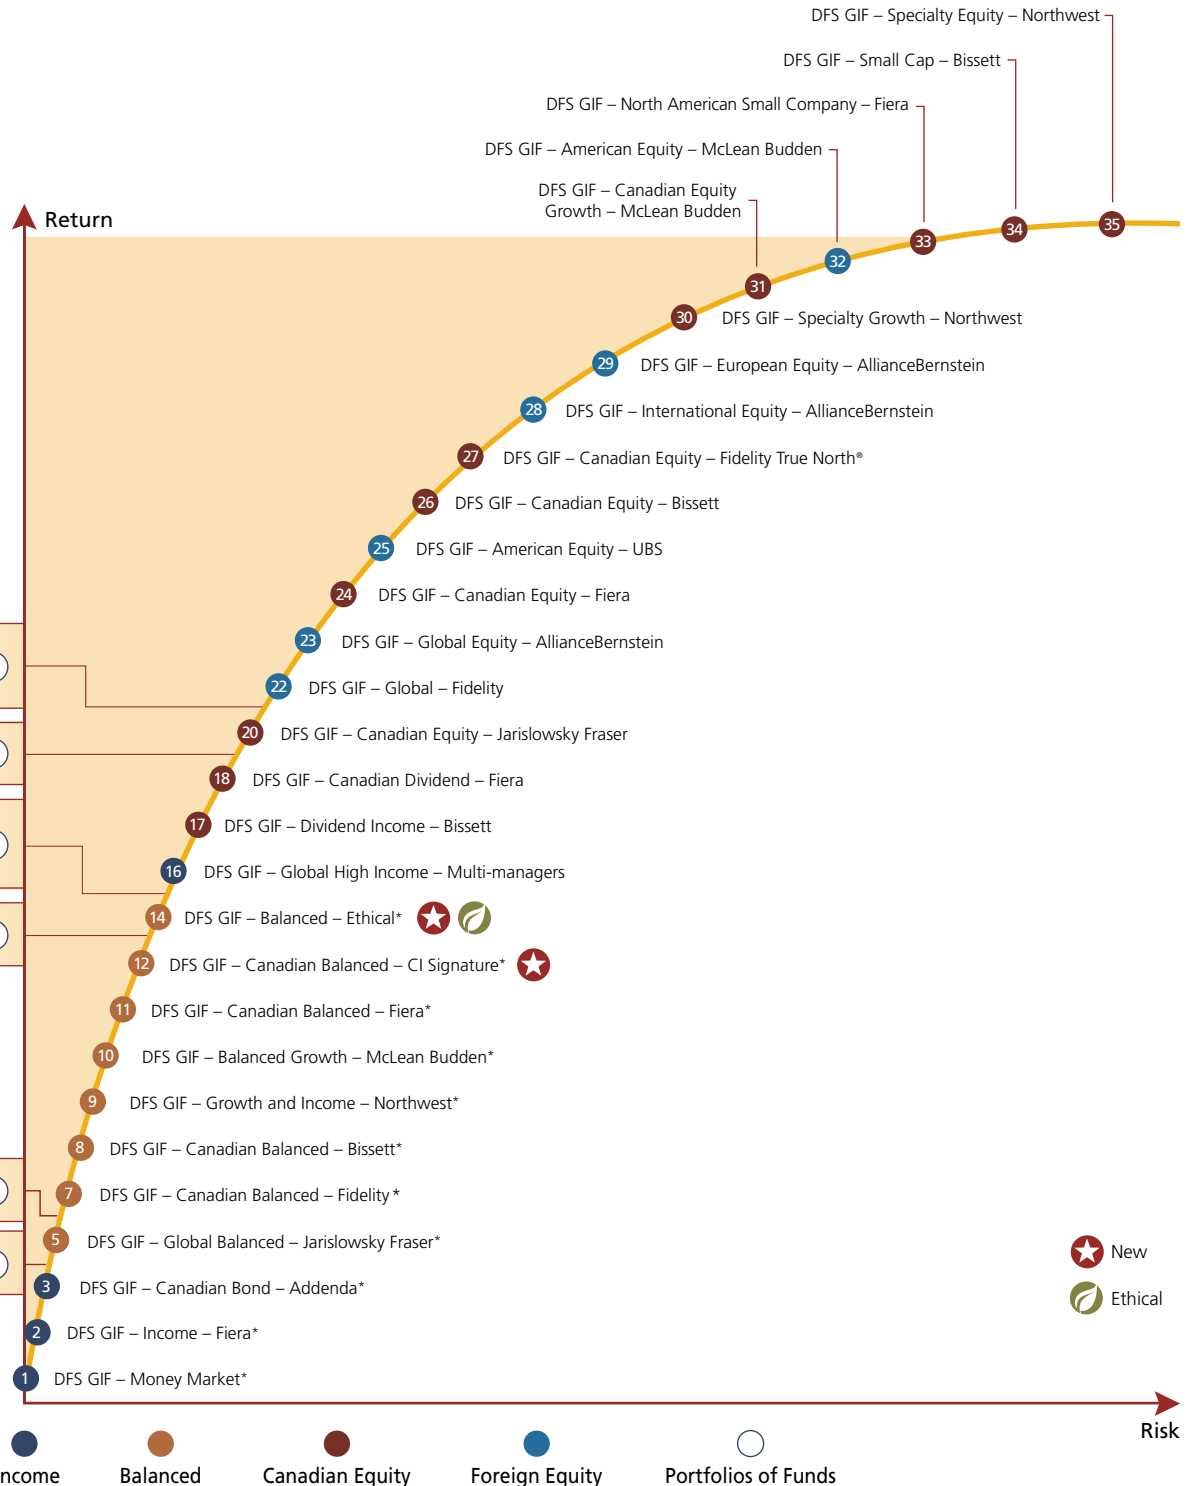 DFS GIF – Specialty Equity – Northwest
DFS GIF – Small Cap – Bissett
DFS GIF – North American Small Company – Fiera
DFS GIF – American Equity – McLean Budden
DFS GIF – Canadian Equity
Growth – McLean Budden
Return
35
34
33
32
31
30 DFS GIF – Specialty Growth – Northwest
29 DFS GIF – European Equity – AllianceBernstein
28 DFS GIF – International Equity – AllianceBernstein
27 DFS GIF – Canadian Equity – Fidelity True North®
26 DFS GIF – Canadian Equity – Bissett
25 DFS GIF – American Equity – UBS
24 DFS GIF – Canadian Equity – Fiera
23 DFS GIF – Global Equity – AllianceBernstein
22 DFS GIF – Global – Fidelity
20 DFS GIF – Canadian Equity – Jarislowsky Fraser
18 DFS GIF – Canadian Dividend – Fiera
17 DFS GIF – Dividend Income – Bissett
16 DFS GIF – Global High Income – Multi-managers
14 DFS GIF – Balanced – Ethical*
12 DFS GIF – Canadian Balanced – CI Signature*
11 DFS GIF – Canadian Balanced – Fiera*
10 DFS GIF – Balanced Growth – McLean Budden*
9 DFS GIF – Growth and Income – Northwest*
8 DFS GIF – Canadian Balanced – Bissett*
7 DFS GIF – Canadian Balanced – Fidelity*
5 DFS GIF – Global Balanced – Jarislowsky Fraser*
New
3 DFS GIF – Canadian Bond – Addenda*
Ethical
2 DFS GIF – Income – Fiera*
1 DFS GIF – Money Market*
Risk
ncome Balanced Canadian Equity Foreign Equity Portfolios of Funds